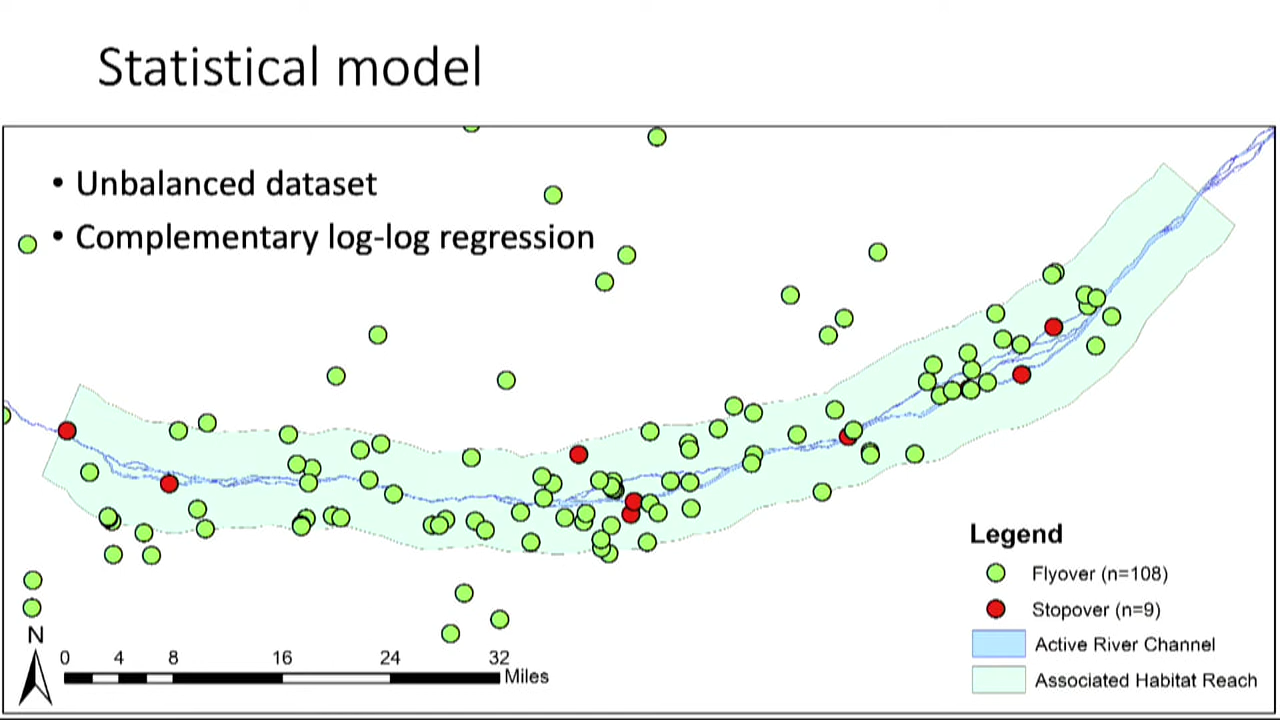 Statistical model
• Unbalanced dataset
• Complementary log-log regression
Legend
Flyover (n=108)
Stopover (n=9)
Active River Channel
Associated Habitat Reach
N
0 4 8 16 24 32
Miles